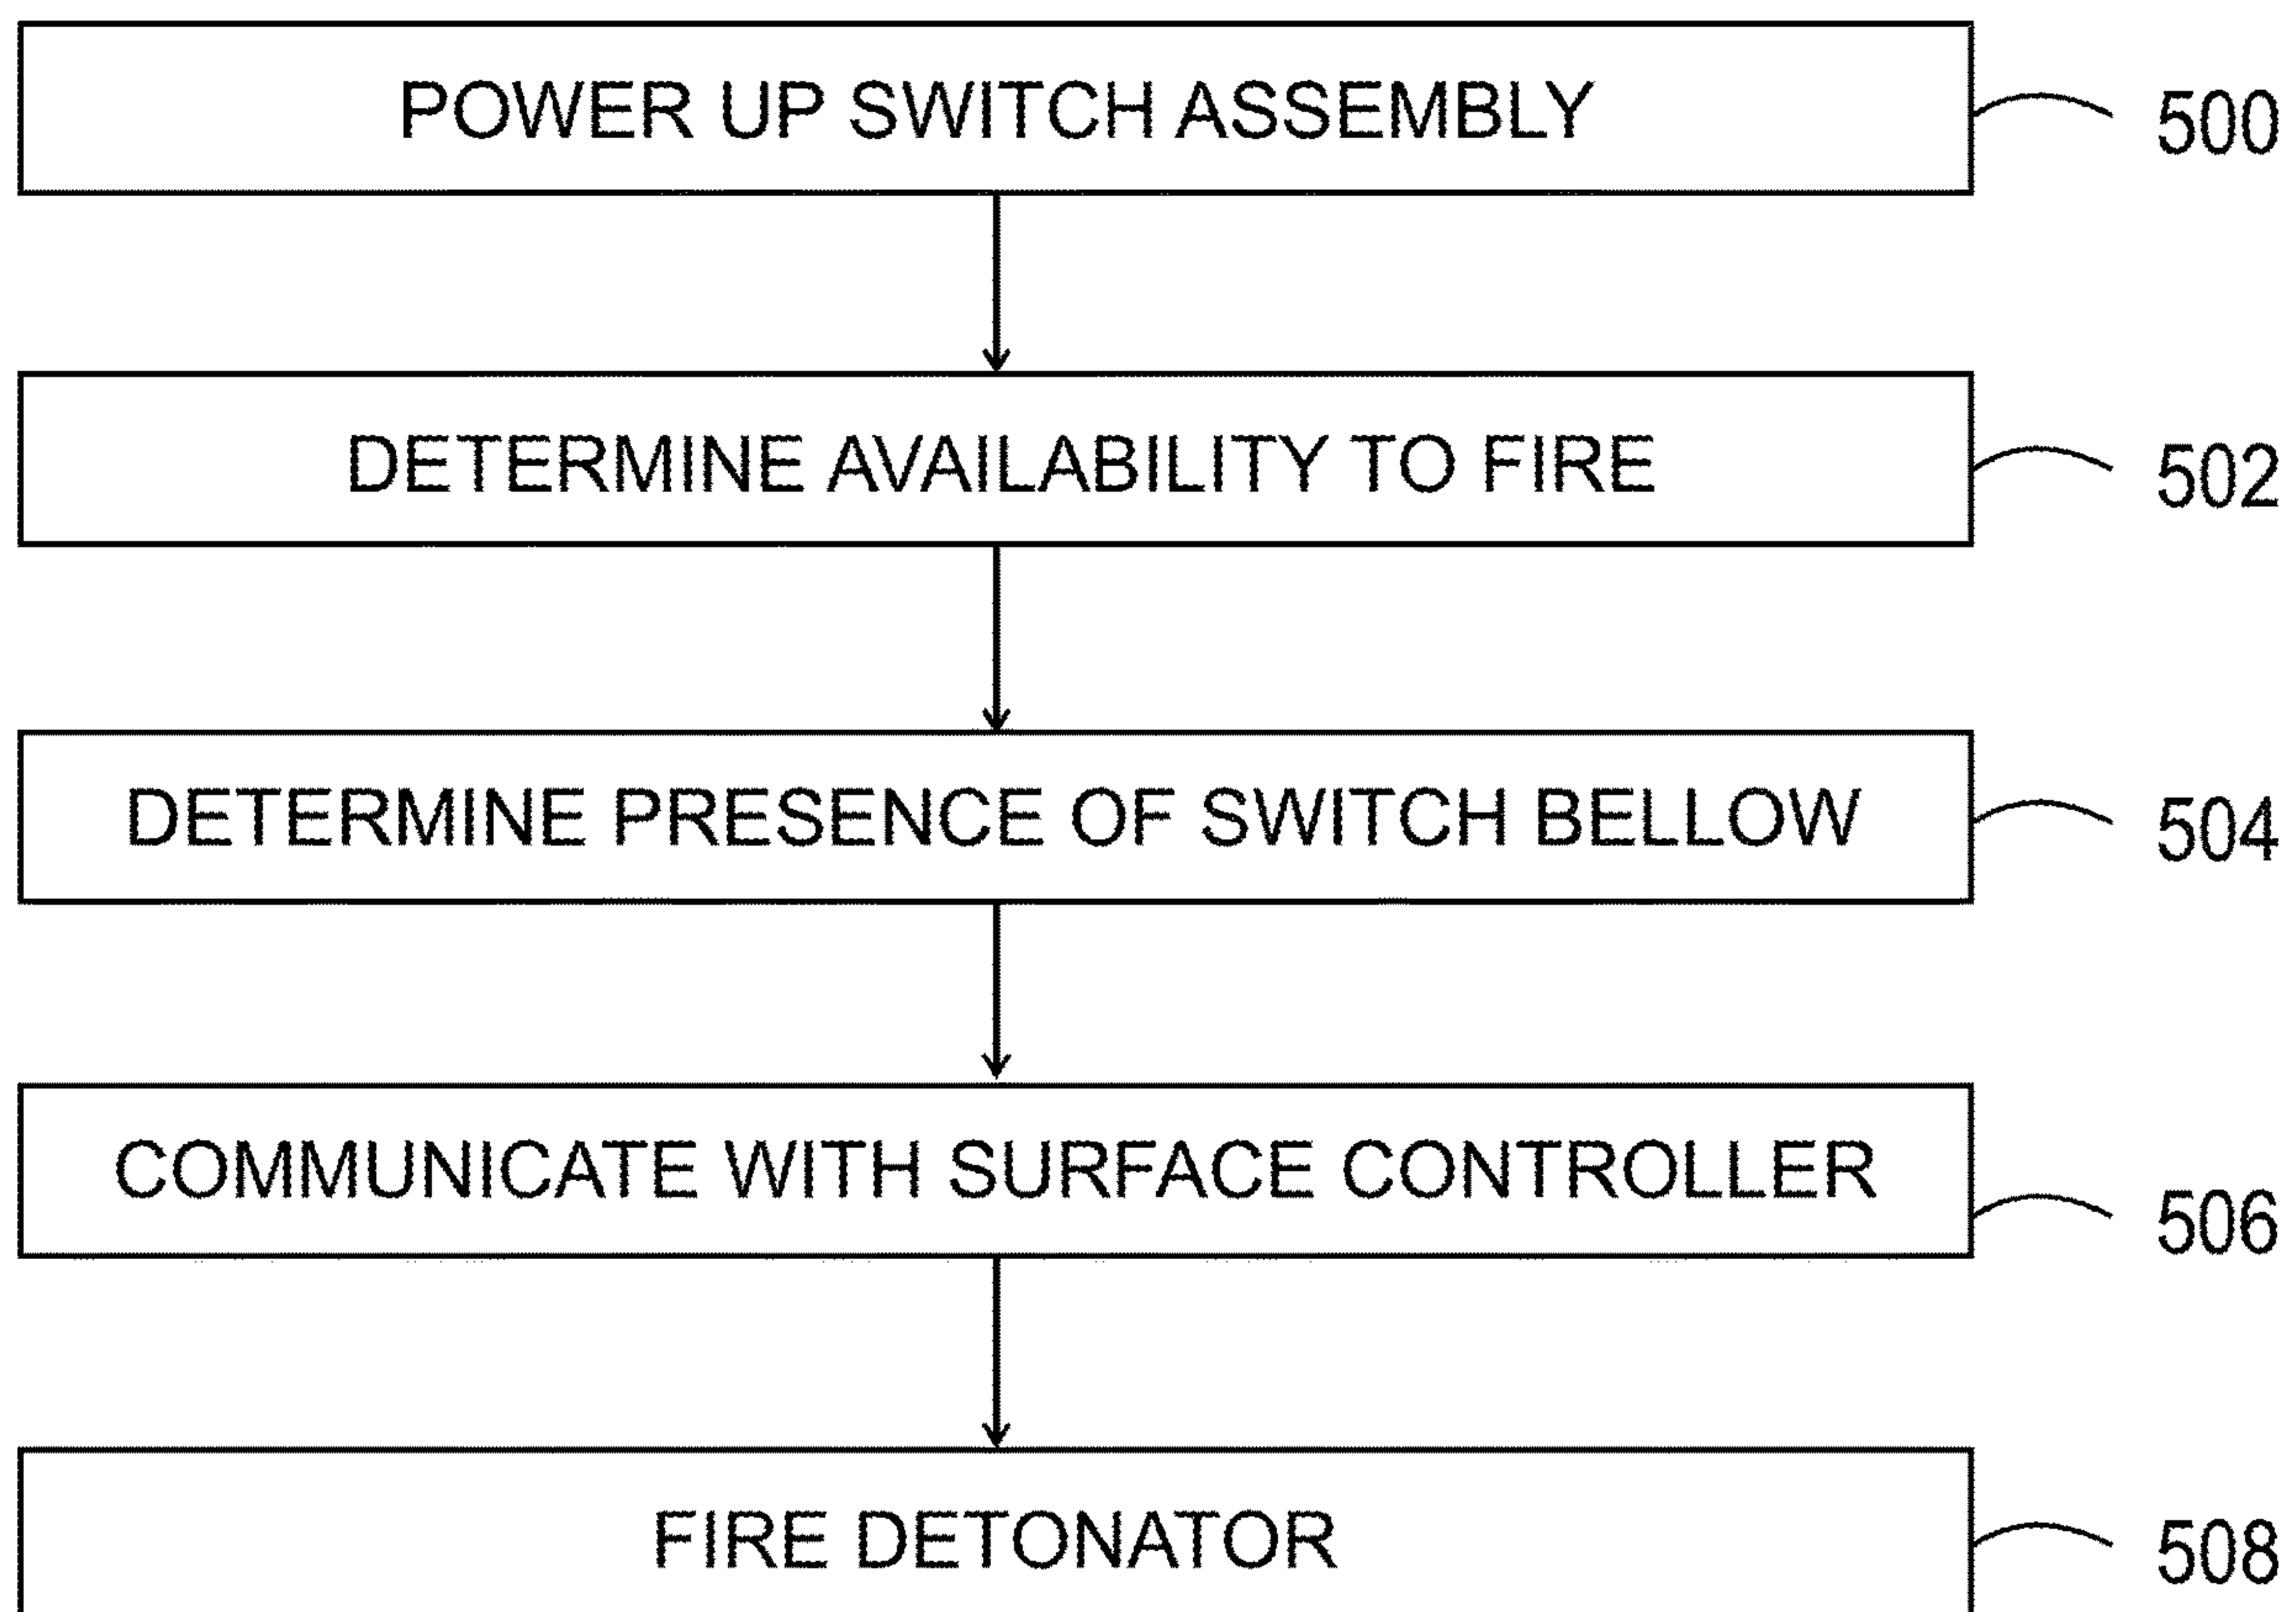 POWER UP SWITCH ASSEMBLY 500
DETERMINE AVAILABILITY TO FIRE 502
DETERMINE PRESENCE OF SWITCH BELLOW 504
COMMUNICATE WITH SURFACE CONTROLLER 506
FIRE DETONATOR 508